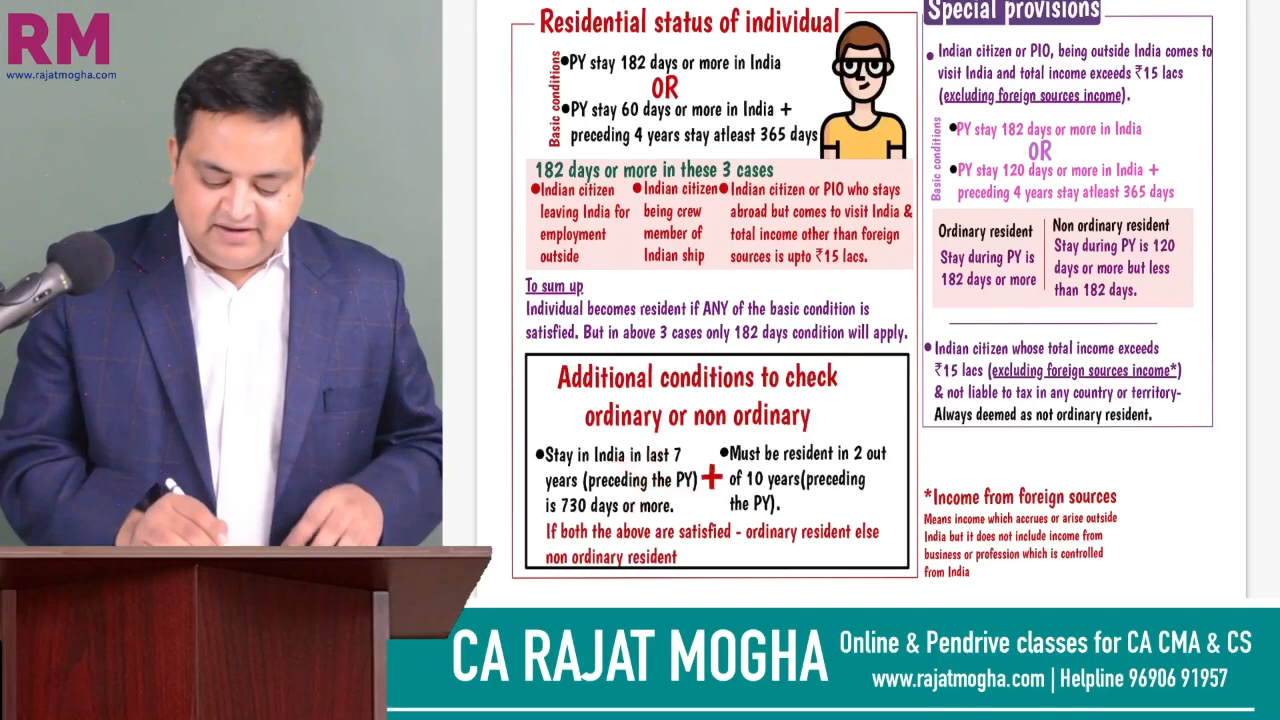 RM
www.rajatmogha.com
Residential status of individual
Basic conditions
●PY stay 182 days or more in India
OR
●PY stay 60 days or more in India +
preceding 4 years stay atleast 365 days
182 days or more in these 3 cases
●Indian citizen
leaving India for
employment
outside
●Indian citizen
being crew
member of
Indian ship
●Indian citizen or PIO who stays
abroad but comes to visit India &
total income other than foreign
sources is upto ₹15 lacs.
To sum up
Individual becomes resident if ANY of the basic condition is
satisfied. But in above 3 cases only 182 days condition will apply.
Additional conditions to check
ordinary or non ordinary
●Stay in India in last 7
years (preceding the PY)
is 730 days or more.
+
●Must be resident in 2 out
of 10 years(preceding
the PY).
If both the above are satisfied - ordinary resident else
non ordinary resident
Special provisions
● Indian citizen or PIO, being outside India comes to
visit India and total income exceeds ₹15 lacs
(excluding foreign sources income).
Basic conditions
●PY stay 182 days or more in India
OR
●PY stay 120 days or more in India +
preceding 4 years stay atleast 365 days
Ordinary resident
Stay during PY is
182 days or more
Non ordinary resident
Stay during PY is 120
days or more but less
than 182 days.
● Indian citizen whose total income exceeds
₹15 lacs (excluding foreign sources income*)
& not liable to tax in any country or territory-
Always deemed as not ordinary resident.
*Income from foreign sources
Means income which accrues or arise outside
India but it does not include income from
business or profession which is controlled
from India
CA RAJAT MOGHA
Online & Pendrive classes for CA CMA & CS
www.rajatmogha.com | Helpline 96906 91957